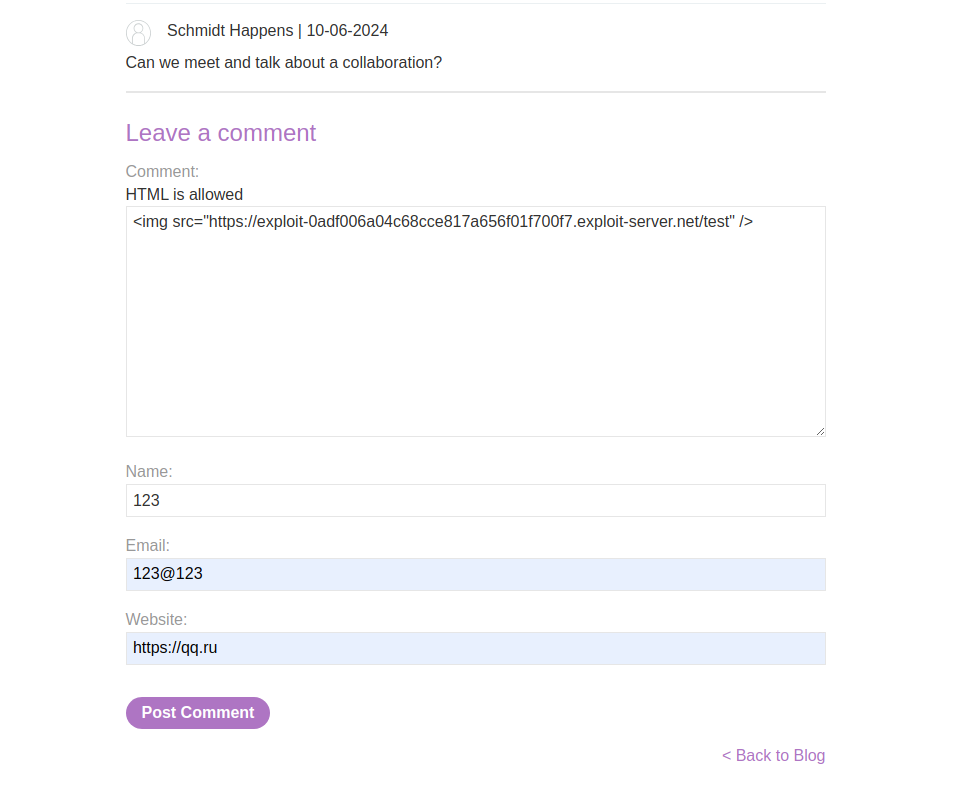 Schmidt Happens | 10-06-2024
Can we meet and talk about a collaboration?
Leave a comment
Comment:
HTML is allowed
<img src="https://exploit-0adf006a04c68cce817a656f01f700f7.exploit-server.net/test" />
Name:
123
Email:
123@123
Website:
https://qq.ru
Post Comment
< Back to Blog